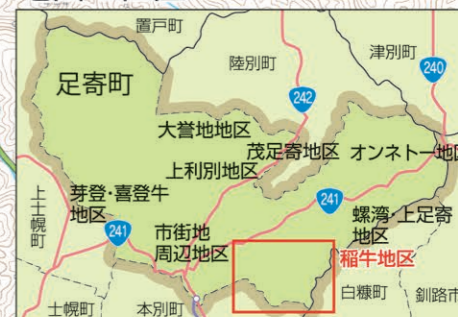 置戸町
陸別町
津別町
240
足寄町
242
大誉地地区
茂足寄地区
オンネトー地区
上利別地区
上士幌町
芽登・喜登牛
地区
241
241
市街地
周辺地区
螺湾・上足寄
地区
稲牛地区
白糠町
釧路市
士幌町
本別町